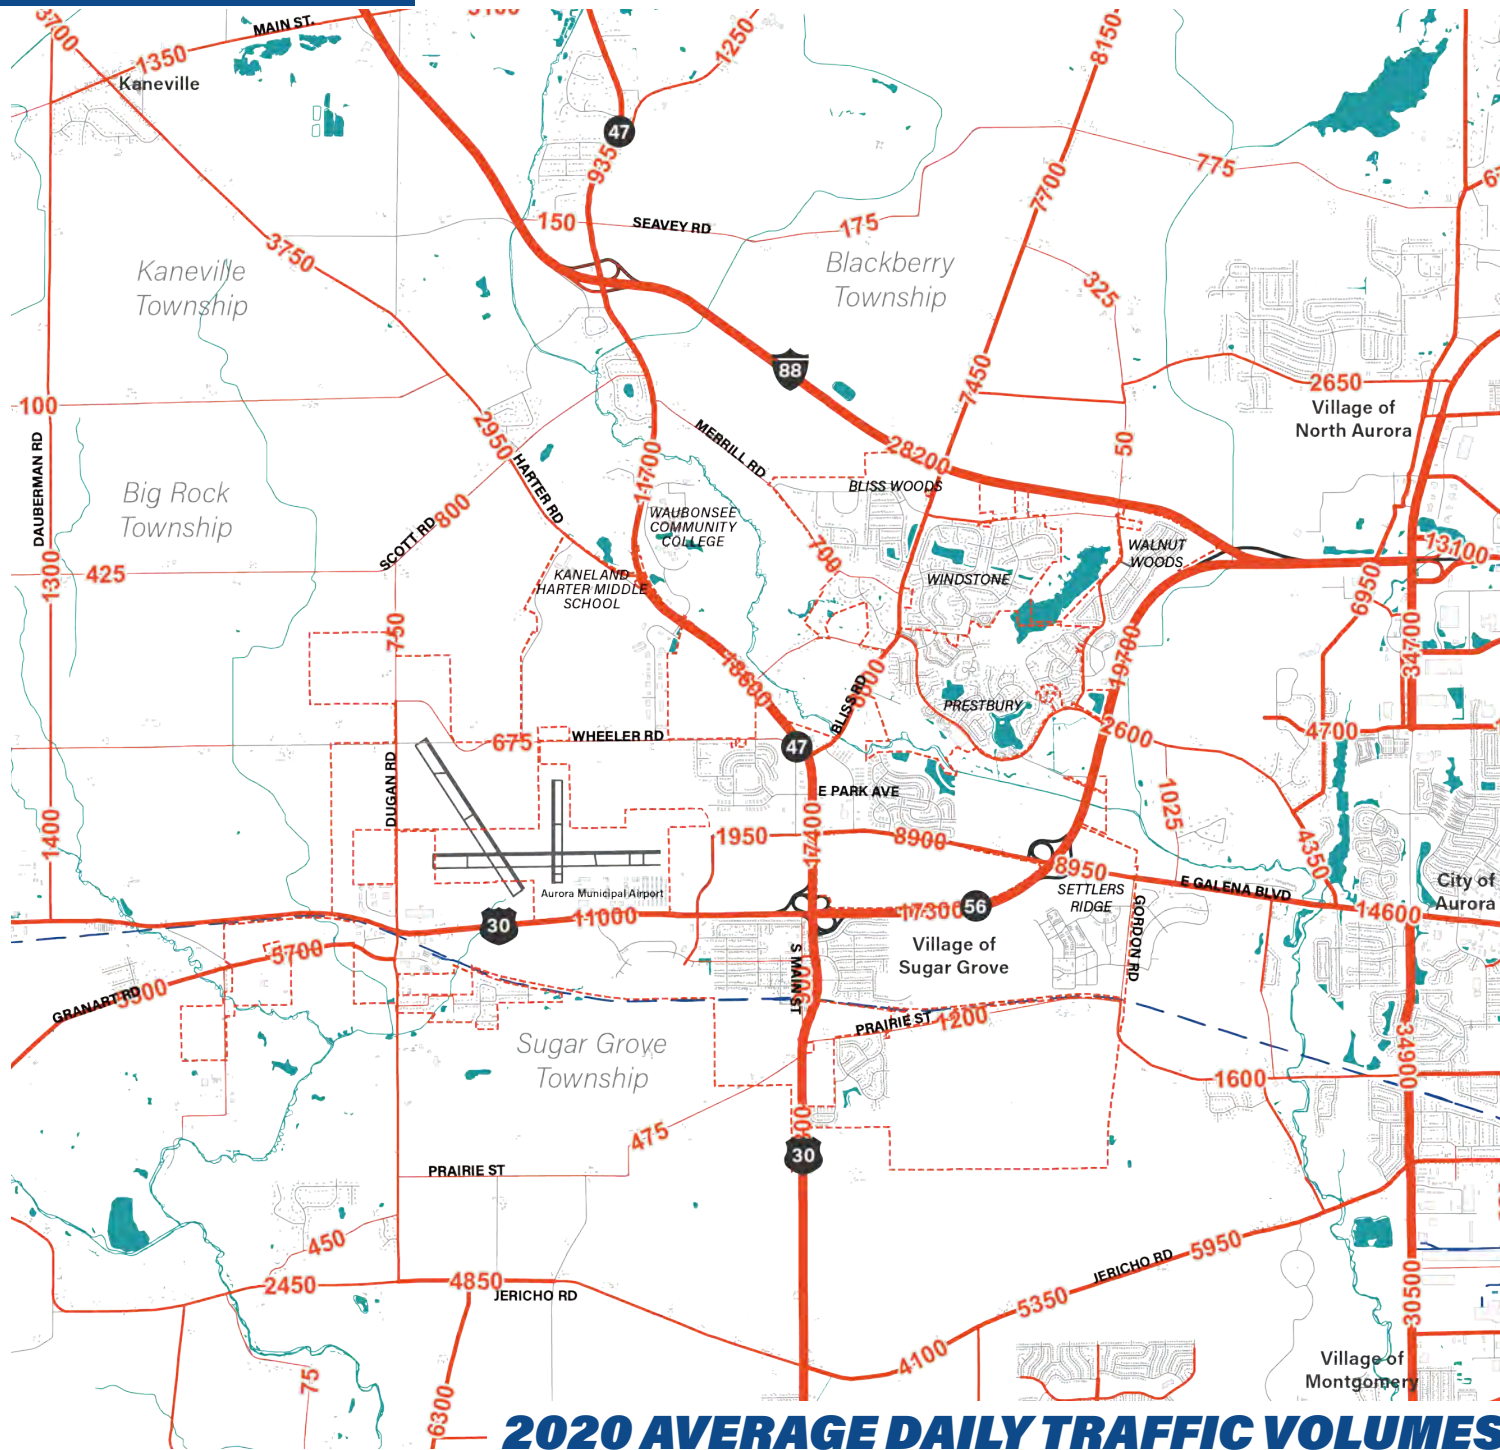 3700
MAIN ST.
1350
Kaneville
1250
8150
47
935
150
SEAVEY RD
175
7700
775
3750
Kaneville
Township
Blackberry
Township
325
88
7450
2650
Village of
North Aurora
100
DAUBERMAN RD
2950
HARTER RD
MERRILL RD
28200
50
BLISS WOODS
11700
Big Rock
Township
SCOTT RD
800
WAUBONSEE
COMMUNITY
COLLEGE
700
WALNUT
WOODS
13100
1300
425
KANELAND
HARTER MIDDLE
SCHOOL
WINDSTONE
6950
750
19700
34700
18600
BLISS RD
PRESTBURY
2600
4700
675
WHEELER RD
47
DUGAN RD
E PARK AVE
1025
1400
1950
17400
8900
4350
8950
Aurora Municipal Airport
SETTLERS
RIDGE
E GALENA BLVD
City of
Aurora
30
11000
17300
56
14600
GORDON RD
5700
S MAIN ST
Village of
Sugar Grove
GRANART RD
PRAIRIE ST
1200
Sugar Grove
Township
34900
1600
475
30
PRAIRIE ST
450
2450
4850
JERICHO RD
JERICHO RD
5950
5350
30500
4100
75
6300
Village of
Montgomery
2020 AVERAGE DAILY TRAFFIC VOLUMES